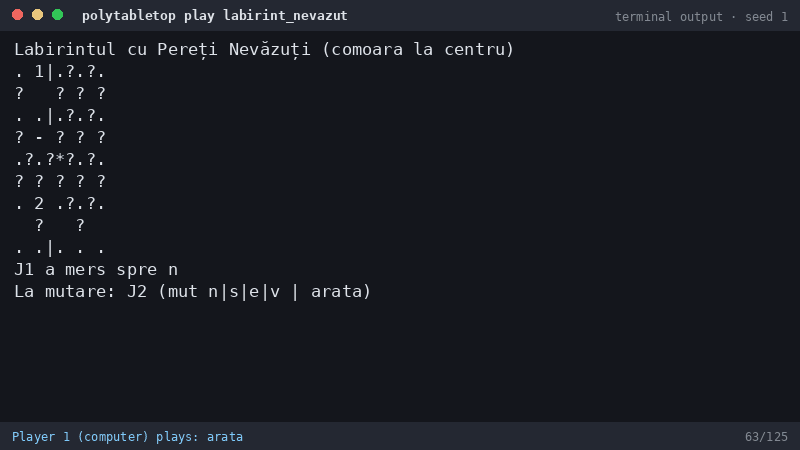 polytabletop play labirint_nevazut
terminal output · seed 1
Labirintul cu Pereți Nevăzuți (comoara la centru)
. 1|.?.?.
?   ? ? ?
. .|.?.?.
? - ? ? ?
.?.?*?.?.
? ? ? ? ?
. 2 .?.?.
  ?   ?
. .|. . .
J1 a mers spre n
La mutare: J2 (mut n|s|e|v | arata)
Player 1 (computer) plays: arata
63/125